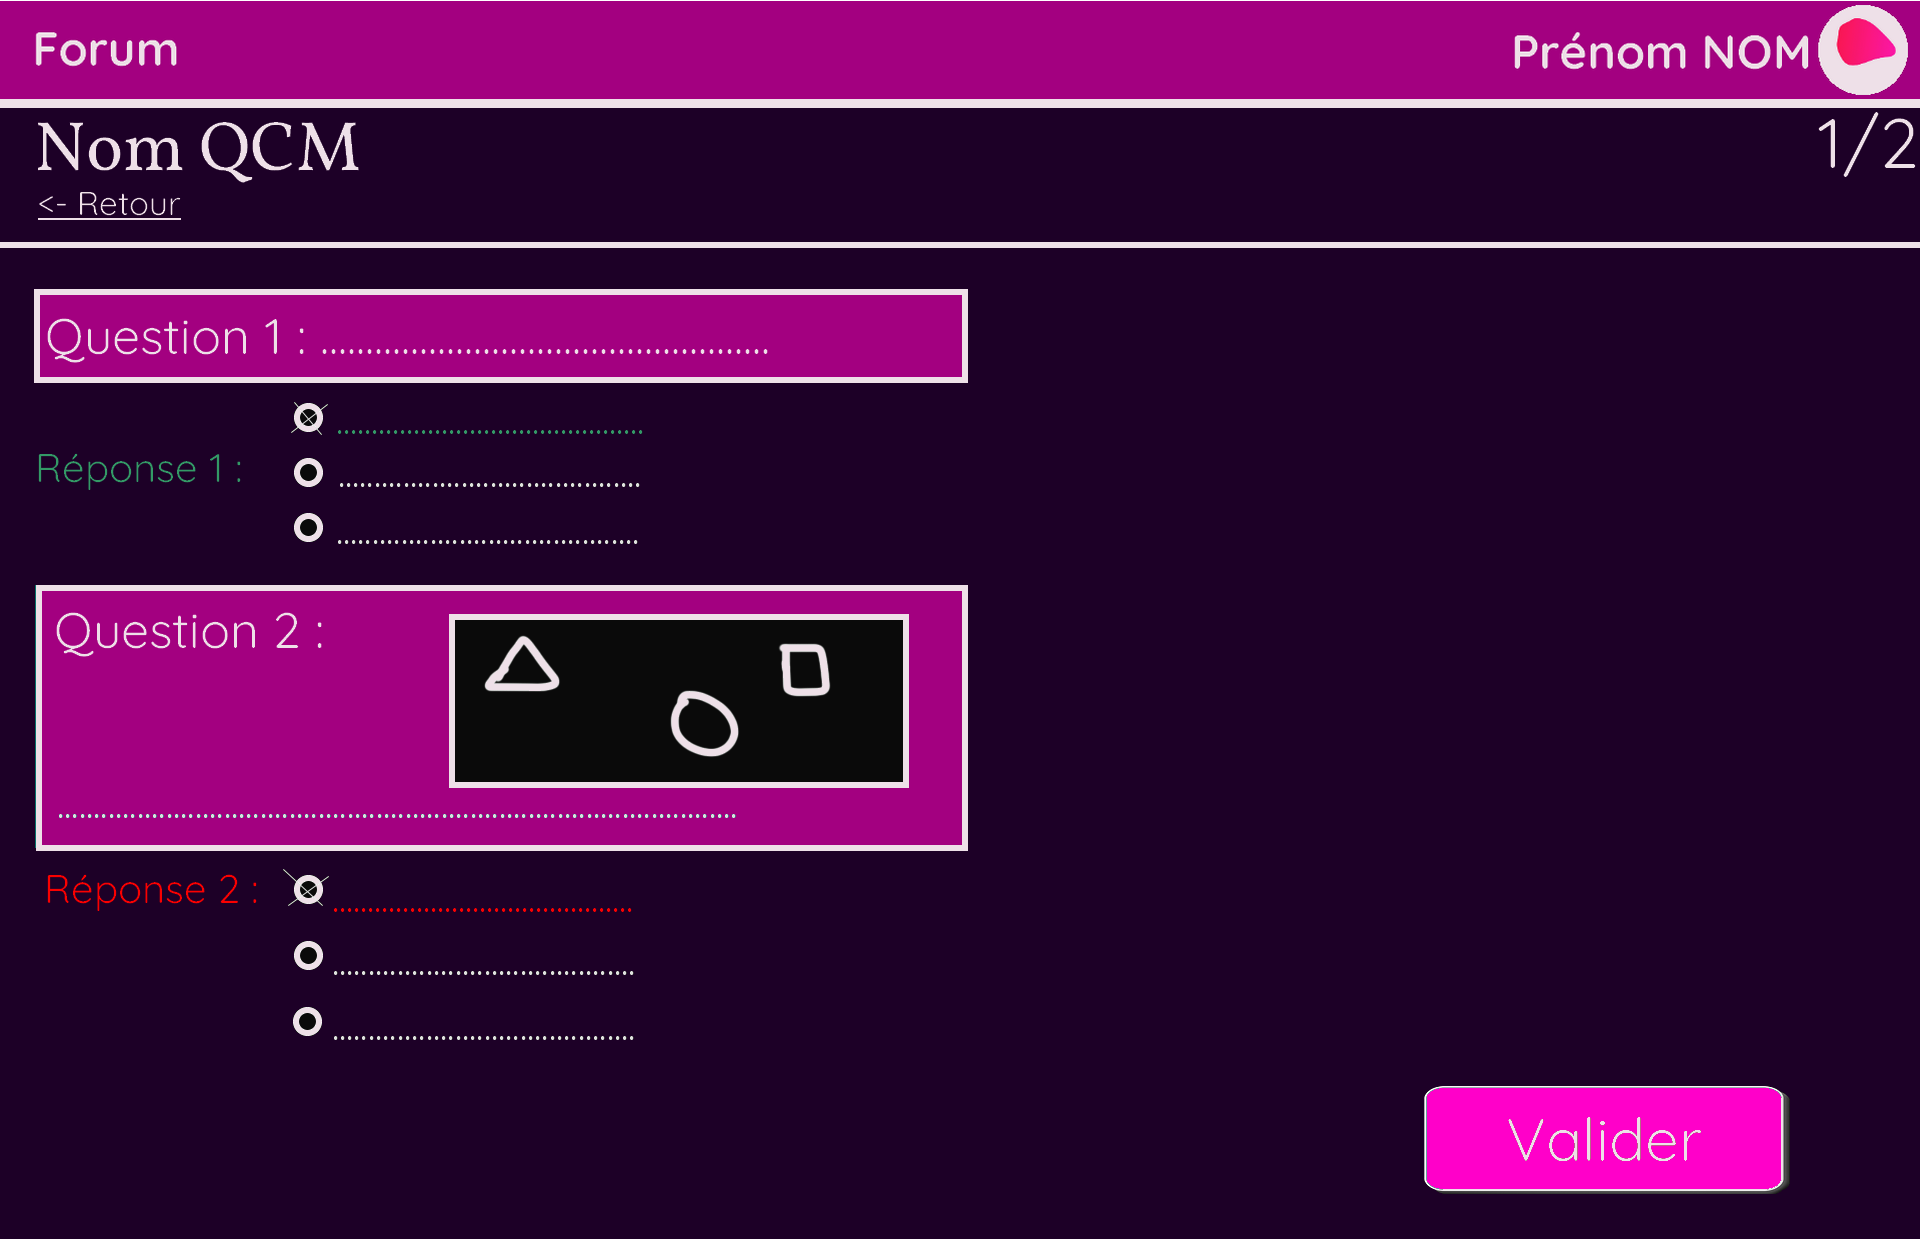 Forum
Prénom NOM
Nom QCM
1/2
<- Retour
Question 1 : ..................................................
..........................................
Réponse 1 :
..........................................
..........................................
Question 2 :
..............................................................................................
Réponse 2 : ..........................................
..........................................
..........................................
Valider